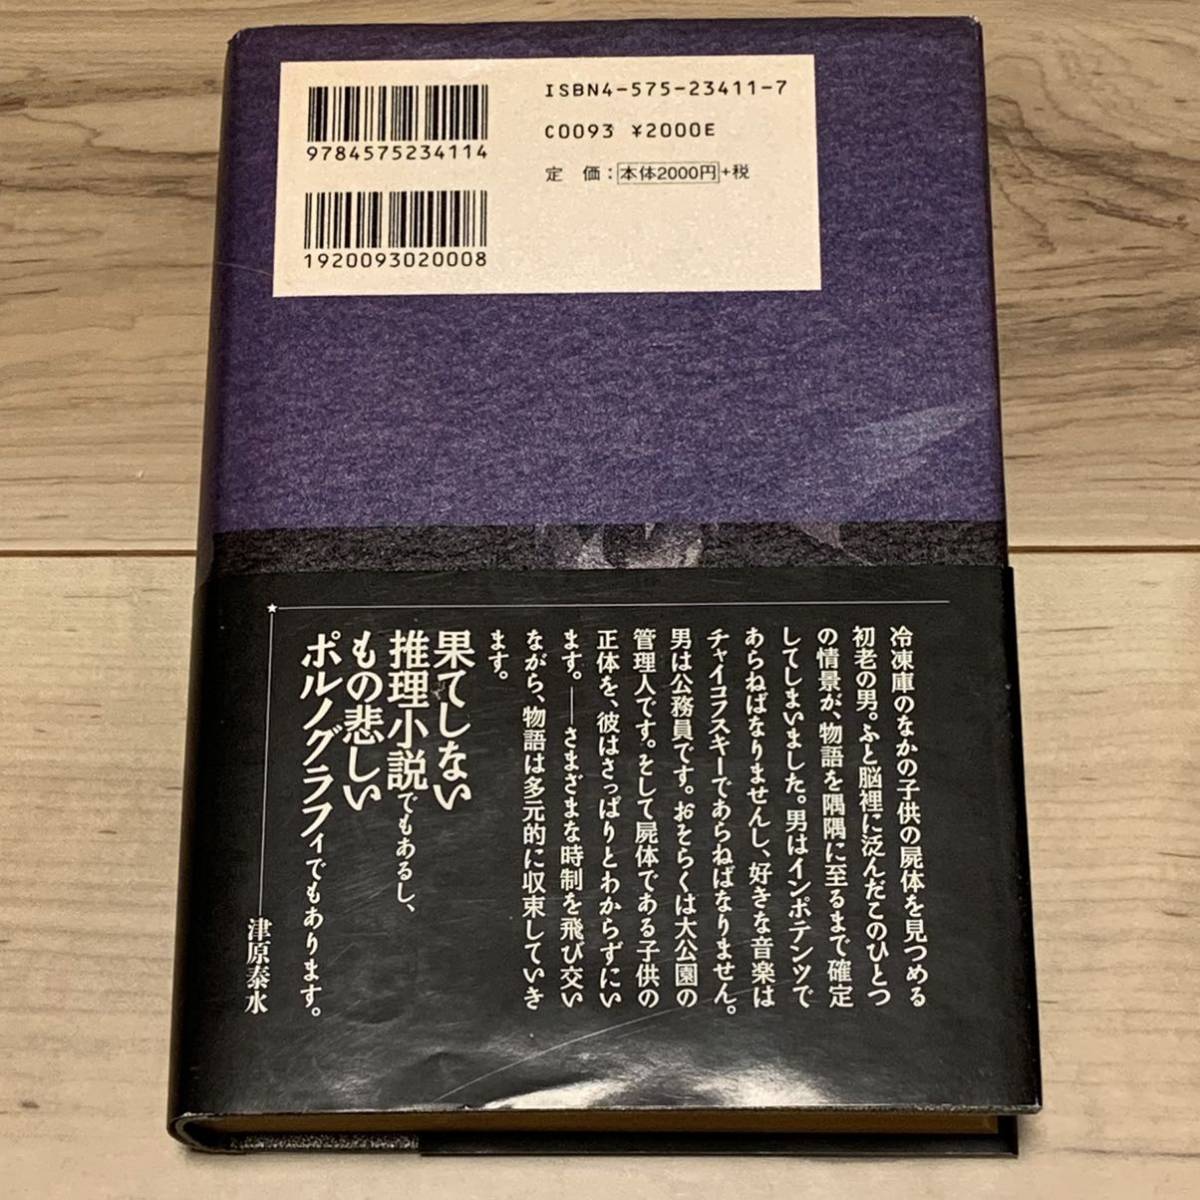 ISBN4-575-23411-7
C0093 ¥2000E
定 価：本体2000円+税
9784575234114
1920093020008
冷凍庫のなかの子供の屍体を見つめる
初老の男。ふと脳裡に泛んだこのひとつ
の情景が、物語を隅隅に至るまで確定
してしまいました。男はインポテンツで
あらねばなりませんし、好きな音楽は
チャイコフスキーであらねばなりません。
男は公務員です。おそらくは大公園の
管理人です。そして屍体である子供の
正体を、彼はさっぱりとわからずにい
ます。――さまざまな時制を飛び交い
ながら、物語は多元的に収束していき
ます。
果てしない
推理小説でもあるし、
もの悲しい
ポルノグラフィでもあります。
津原泰水